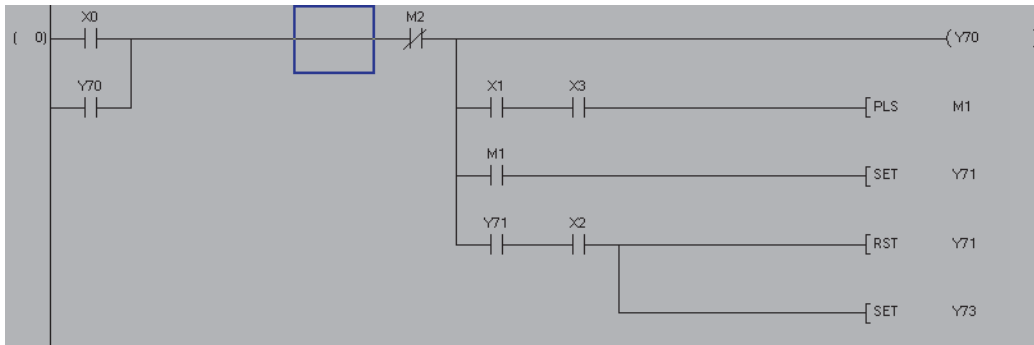 X0 M2
( 0) ( Y70 )
Y70 X1 X3
[ PLS M1
M1
[ SET Y71
Y71 X2
[ RST Y71
[ SET Y73